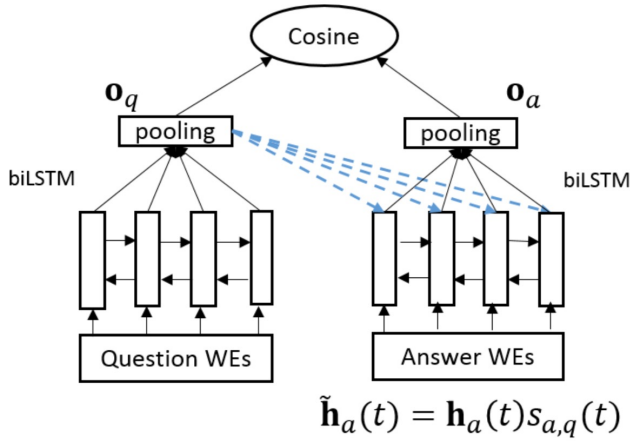 Cosine
𝐨_q
𝐨_a
pooling
pooling
biLSTM
biLSTM
Question WEs
Answer WEs
𝐡̃_a(t) = 𝐡_a(t)s_{a,q}(t)